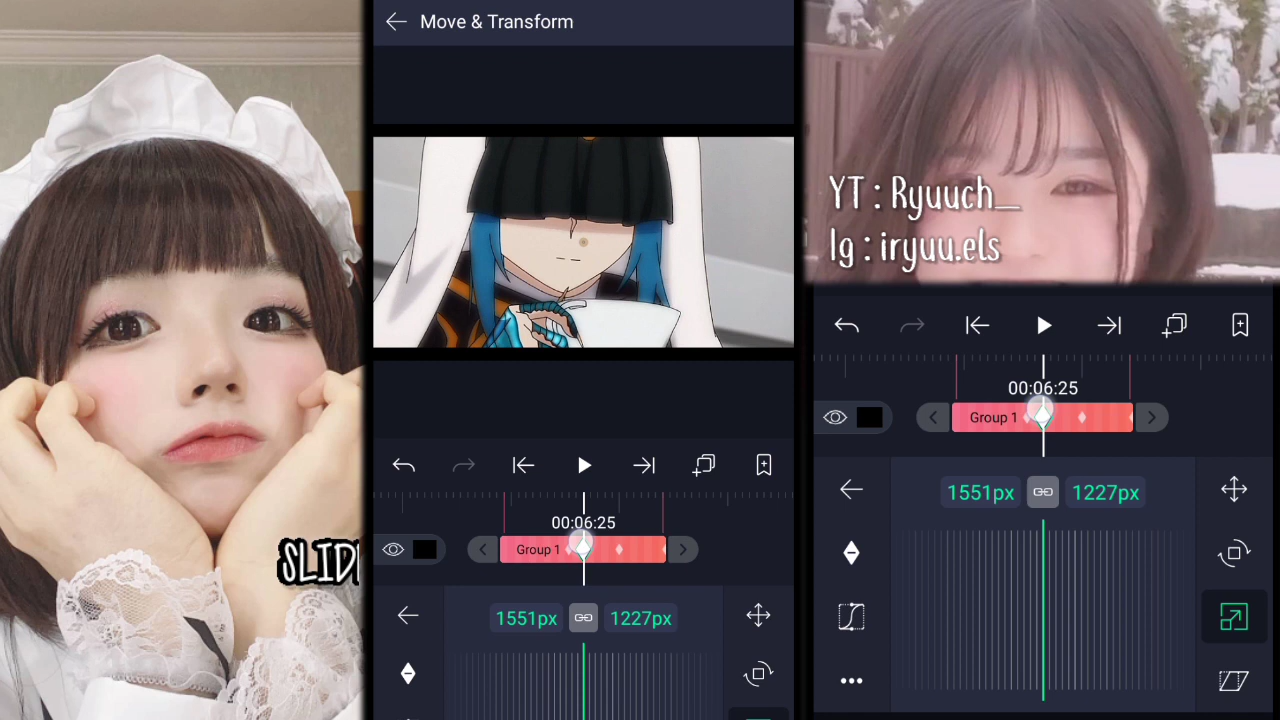 SLID
Move & Transform
00:06:25
Group 1
1551px
1227px
YT : Ryuuch_
Ig : iryuu.els
00:06:25
Group 1
1551px
1227px